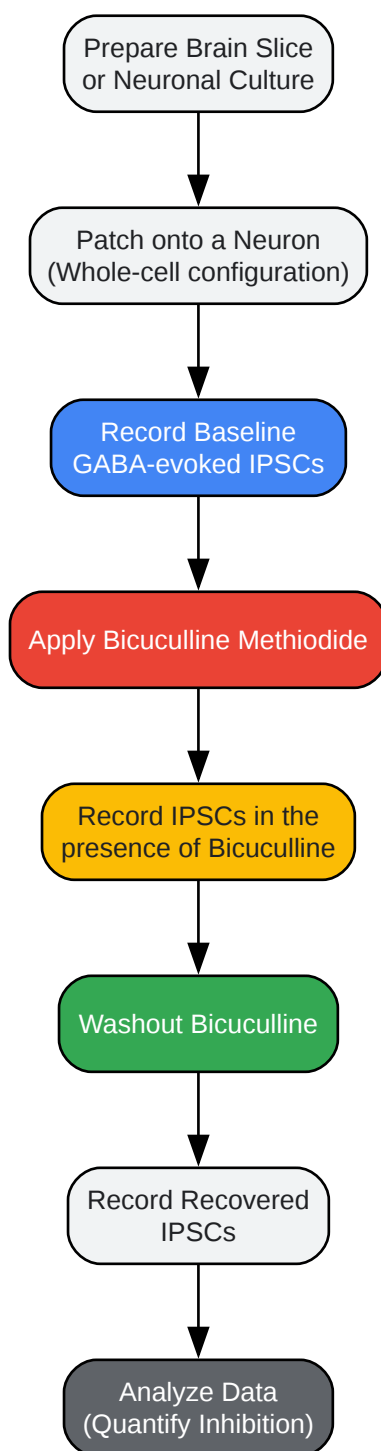 Prepare Brain Slice
or Neuronal Culture
Patch onto a Neuron
(Whole-cell configuration)
Record Baseline
GABA-evoked IPSCs
Apply Bicuculline Methiodide
Record IPSCs in the
presence of Bicuculline
Washout Bicuculline
Record Recovered
IPSCs
Analyze Data
(Quantify Inhibition)